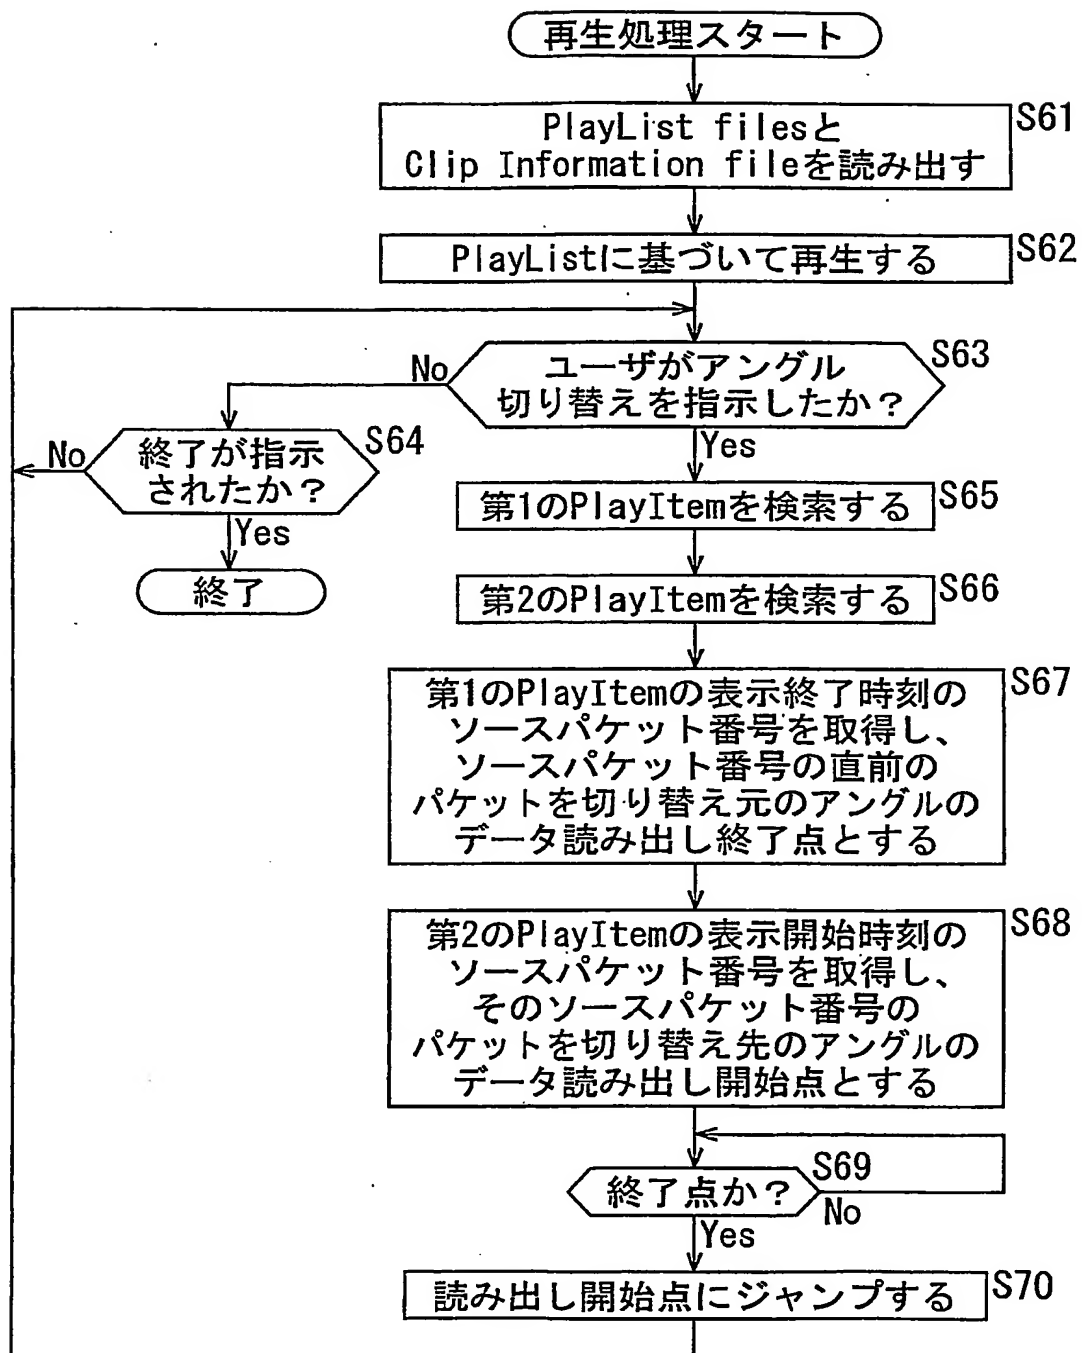 再生処理スタート
S61
PlayList filesと
Clip Information fileを読み出す
S62
PlayListに基づいて再生する
S63
ユーザがアングル
切り替えを指示したか?
No
Yes
S64
終了が指示
されたか?
No
Yes
終了
S65
第1のPlayItemを検索する
S66
第2のPlayItemを検索する
S67
第1のPlayItemの表示終了時刻の
ソースパケット番号を取得し、
ソースパケット番号の直前の
パケットを切り替え元のアングルの
データ読み出し終了点とする
S68
第2のPlayItemの表示開始時刻の
ソースパケット番号を取得し、
そのソースパケット番号の
パケットを切り替え先のアングルの
データ読み出し開始点とする
S69
終了点か?
No
Yes
S70
読み出し開始点にジャンプする